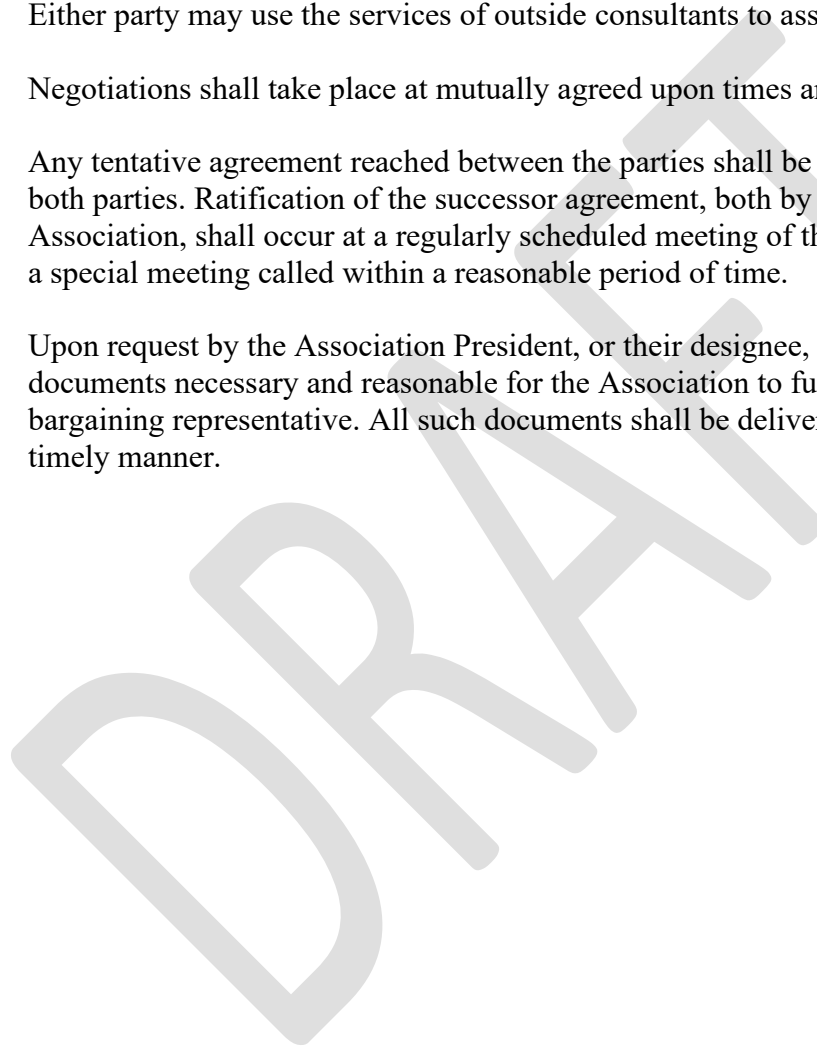 Either party may use the services of outside consultants to
Negotiations shall take place at mutually agreed upon times
Any tentative agreement reached between the parties shall be
both parties. Ratification of the successor agreement, both by
Association, shall occur at a regularly scheduled meeting of
a special meeting called within a reasonable period of time.
Upon request by the Association President, or their designee,
documents necessary and reasonable for the Association to
bargaining representative. All such documents shall be
timely manner.
DRAFT